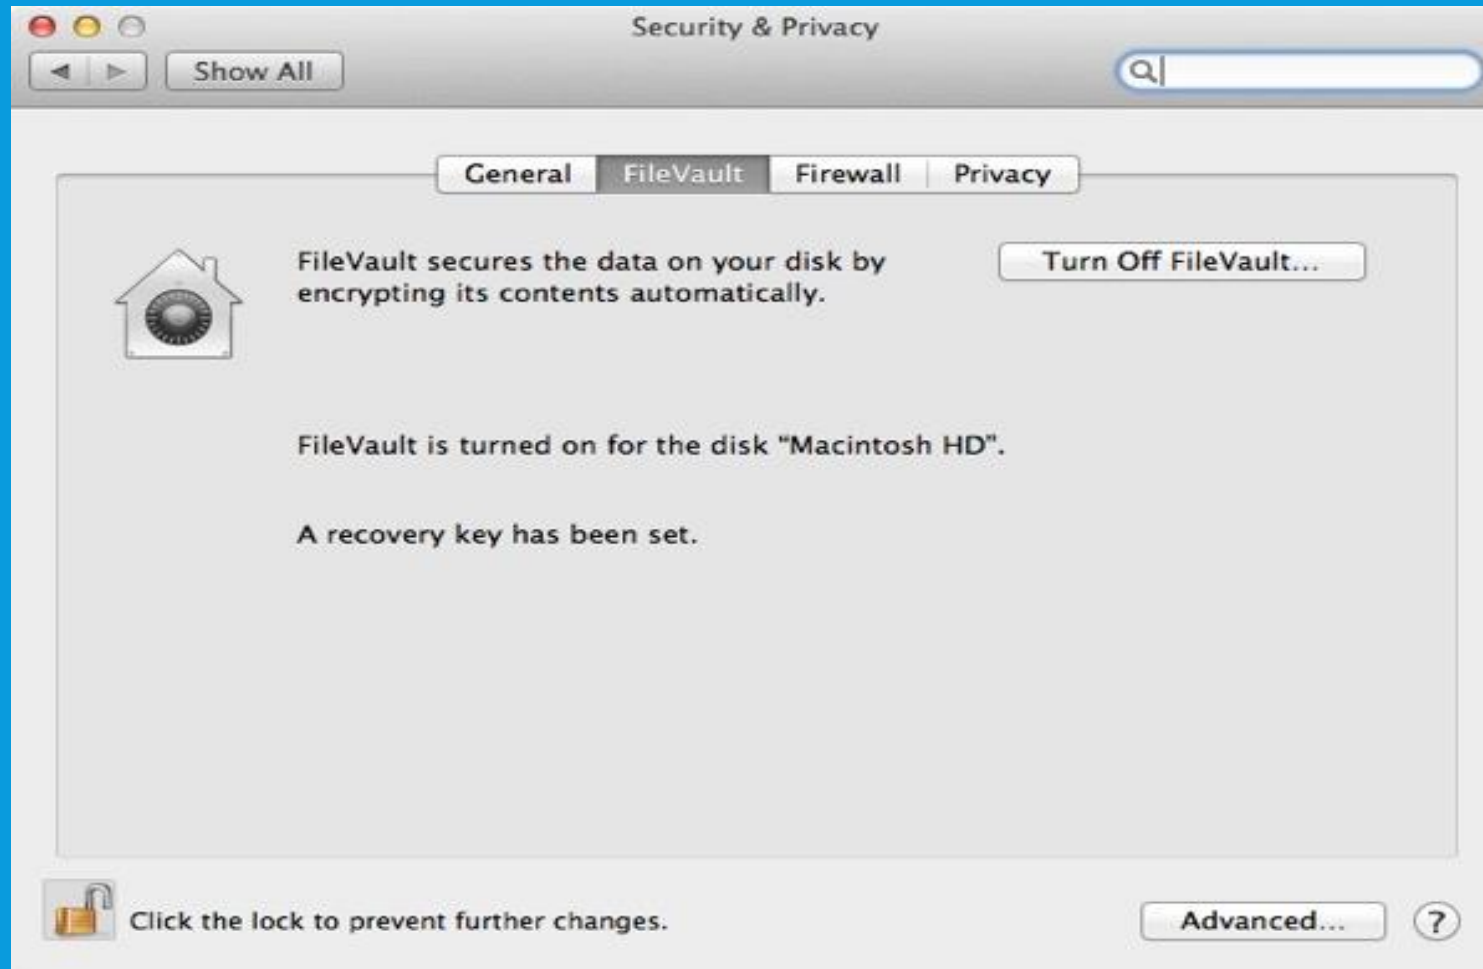 Security & Privacy
Show All
General FileVault Firewall Privacy
FileVault secures the data on your disk by
encrypting its contents automatically.
Turn Off FileVault...
FileVault is turned on for the disk "Macintosh HD".
A recovery key has been set.
Click the lock to prevent further changes.
Advanced... ?